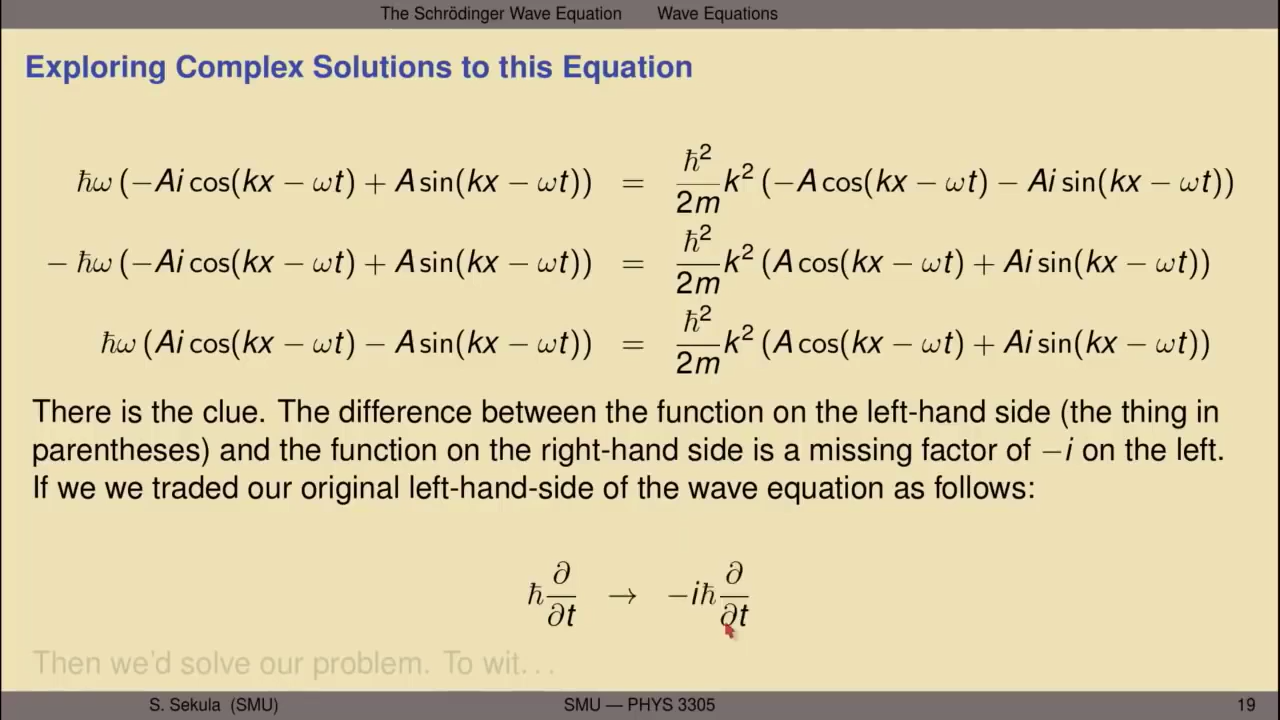 The Schrödinger Wave Equation Wave Equations
Exploring Complex Solutions to this Equation
ħω (−Ai cos(kx − ωt) + A sin(kx − ωt)) = ħ²/2m k² (−A cos(kx − ωt) − Ai sin(kx − ωt))
− ħω (−Ai cos(kx − ωt) + A sin(kx − ωt)) = ħ²/2m k² (A cos(kx − ωt) + Ai sin(kx − ωt))
ħω (Ai cos(kx − ωt) − A sin(kx − ωt)) = ħ²/2m k² (A cos(kx − ωt) + Ai sin(kx − ωt))
There is the clue. The difference between the function on the left-hand side (the thing in
parentheses) and the function on the right-hand side is a missing factor of −i on the left.
If we we traded our original left-hand-side of the wave equation as follows:
ħ ∂/∂t → −iħ ∂/∂t
Then we'd solve our problem. To wit. . .
S. Sekula (SMU) SMU — PHYS 3305 19